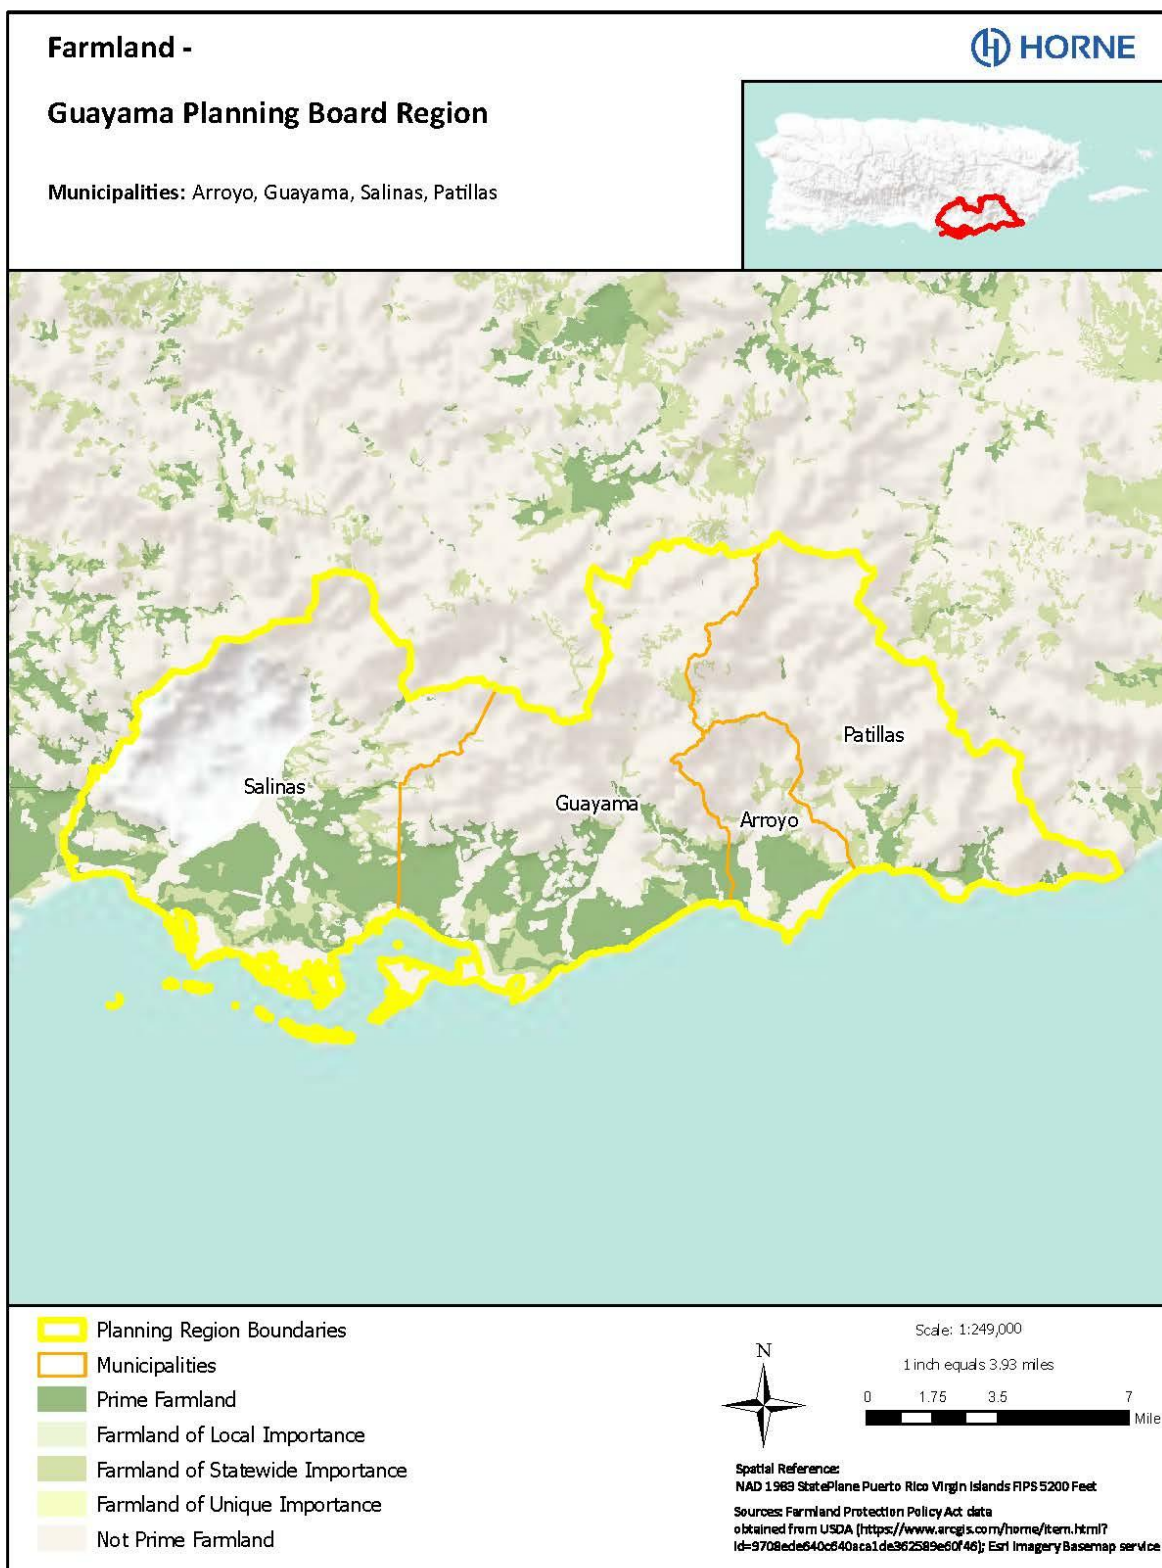 Farmland -
HORNE
Guayama Planning Board Region
Municipalities: Arroyo, Guayama, Salinas, Patillas
Patillas
Salinas
Guayama
Arroyo
Planning Region Boundaries
Municipalities
Prime Farmland
Farmland of Local Importance
Farmland of Statewide Importance
Farmland of Unique Importance
Not Prime Farmland
N
Scale: 1:249,000
1 inch equals 3.93 miles
0 1.75 3.5 7
Mile
Spatial Reference:
NAD 1983 StatePlane Puerto Rico Virgin Islands FIPS 5200 Feet
Sources: Farmland Protection Policy Act data
obtained from USDA (https://www.arcgis.com/home/item.html?
id=9708ede640c640aca1de362589e60f46); Esri Imagery Basemap service